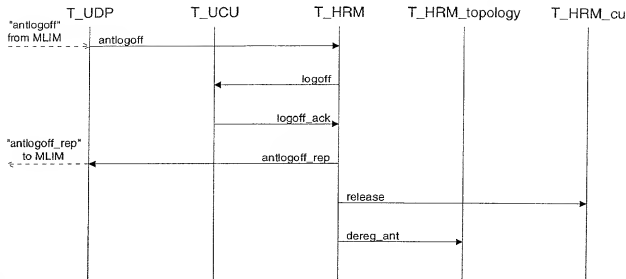 T_UDP T_UCU T_HRM T_HRM_topology T_HRM_cu
"antlogoff"
from MLIM
antlogoff
logoff
logoff_ack
"antlogoff_rep"
to MLIM
antlogoff_rep
release
dereg_ant